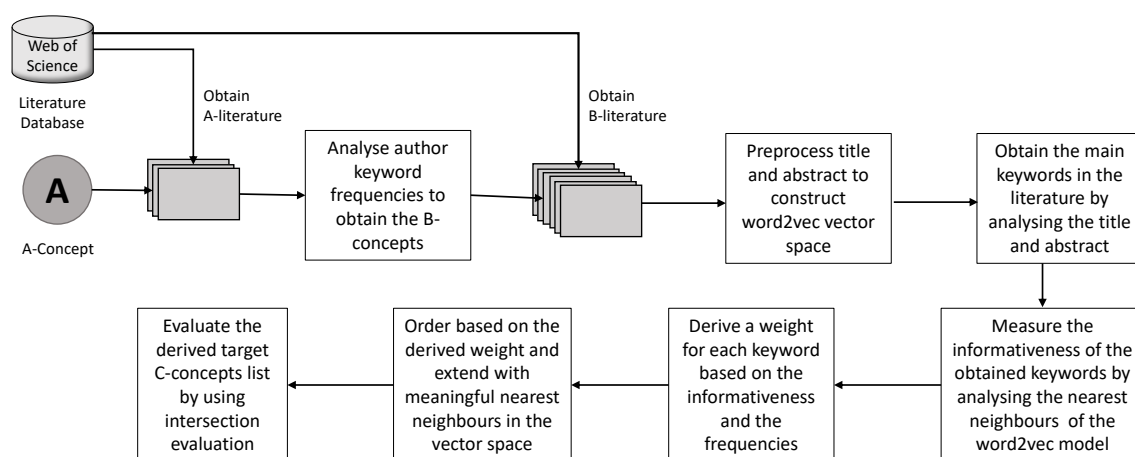 Web of
Science
Literature
Database
Obtain
A-literature
Obtain
B-literature
A
A-Concept
Analyse author
keyword
frequencies to
obtain the B-
concepts
Preprocess title
and abstract to
construct
word2vec vector
space
Obtain the main
keywords in the
literature by
analysing the title
and abstract
Measure the
informativeness of the
obtained keywords by
analysing the nearest
neighbours of the
word2vec model
Derive a weight
for each keyword
based on the
informativeness
and the
frequencies
Order based on the
derived weight and
extend with
meaningful nearest
neighbours in the
vector space
Evaluate the
derived target
C-concepts list
by using
intersection
evaluation